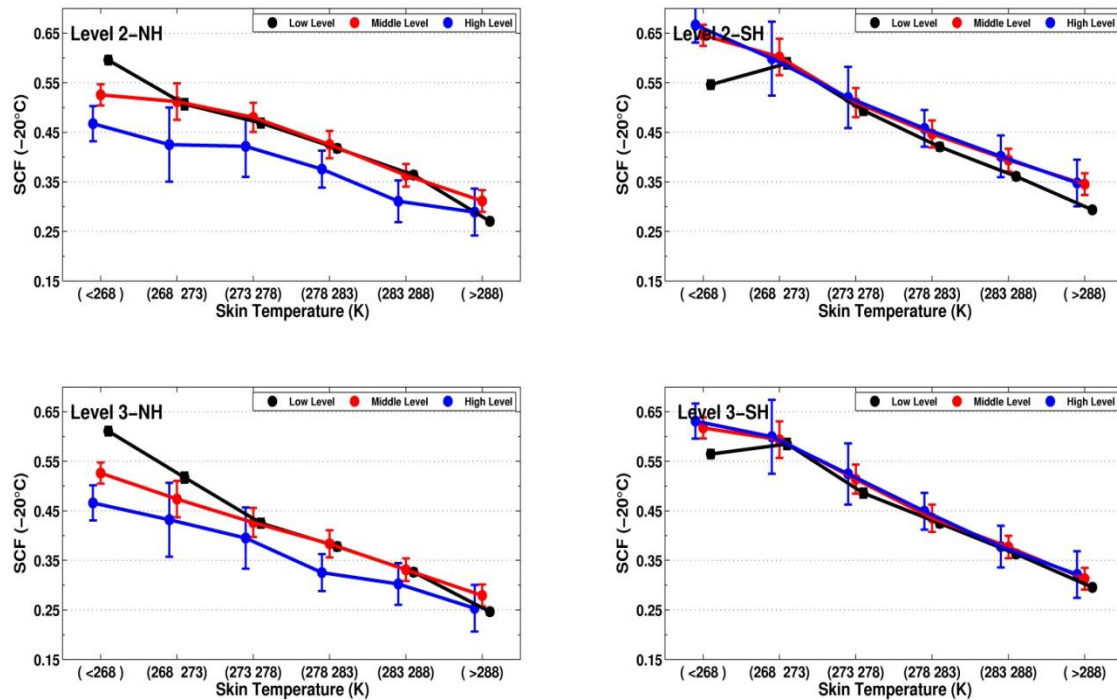 Low Level Middle Level High Level
Level 2-NH
SCF (-20°C)
0.65
0.55
0.45
0.35
0.25
0.15
( <268 ) (268 273) (273 278) (278 283) (283 288) ( >288)
Skin Temperature (K)
Low Level Middle Level High Level
Level 2-SH
SCF (-20°C)
0.65
0.55
0.45
0.35
0.25
0.15
( <268 ) (268 273) (273 278) (278 283) (283 288) ( >288)
Skin Temperature (K)
Low Level Middle Level High Level
Level 3-NH
SCF (-20°C)
0.65
0.55
0.45
0.35
0.25
0.15
( <268 ) (268 273) (273 278) (278 283) (283 288) ( >288)
Skin Temperature (K)
Low Level Middle Level High Level
Level 3-SH
SCF (-20°C)
0.65
0.55
0.45
0.35
0.25
0.15
( <268 ) (268 273) (273 278) (278 283) (283 288) ( >288)
Skin Temperature (K)